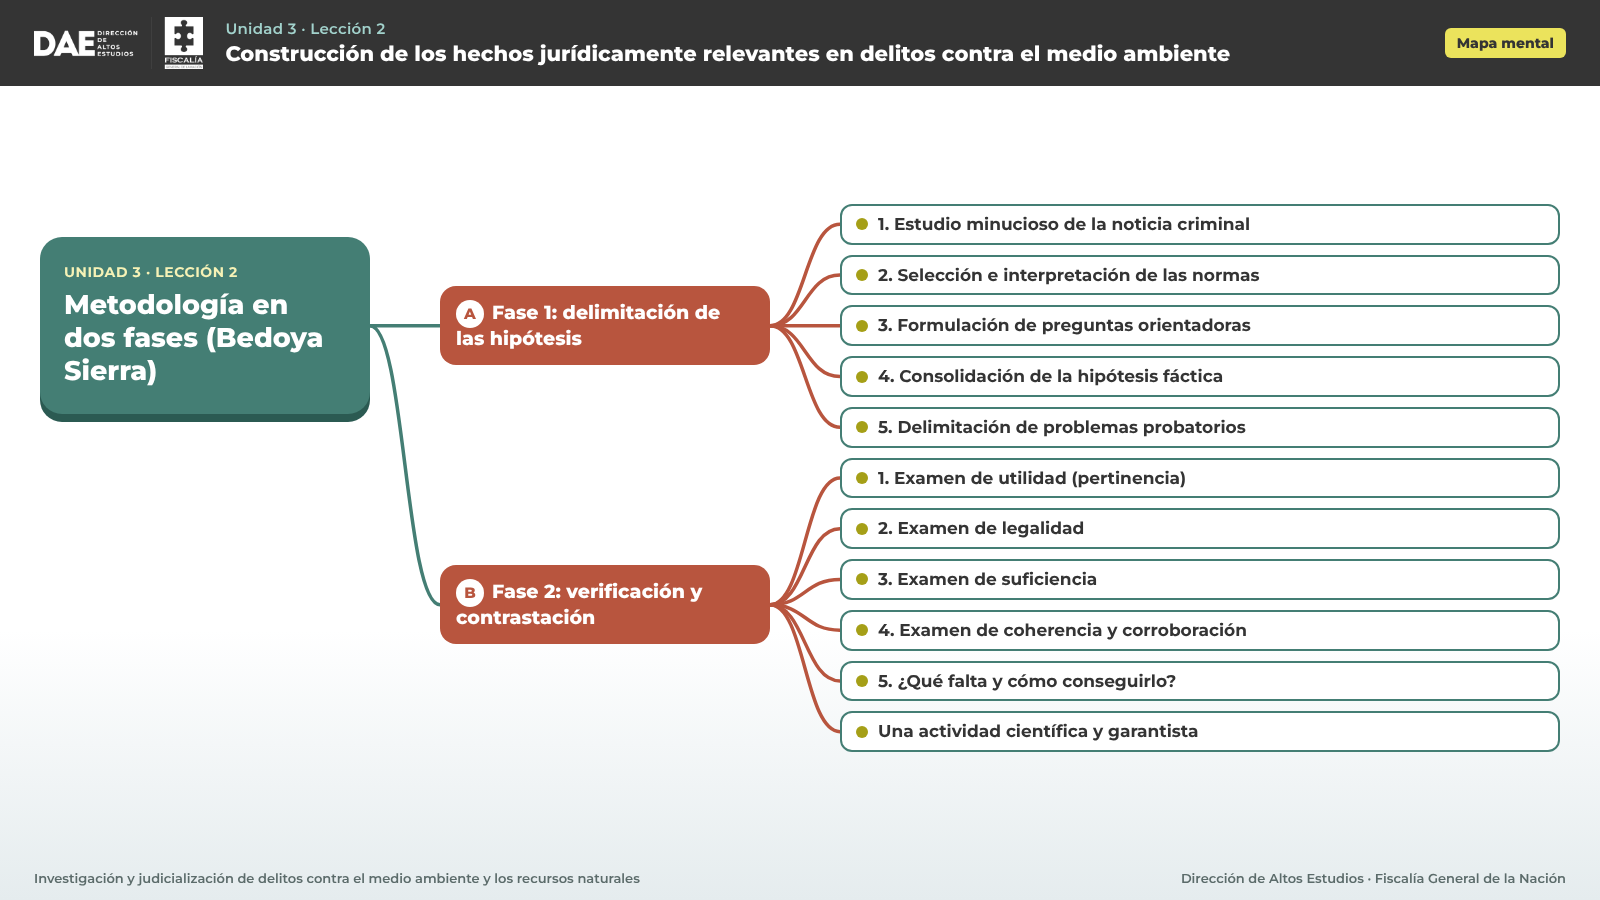 DAE
DIRECCIÓN
DE
ALTOS
ESTUDIOS
FISCALÍA
Unidad 3 · Lección 2
Construcción de los hechos jurídicamente relevantes en delitos contra el medio ambiente
Mapa mental
UNIDAD 3 · LECCIÓN 2
Metodología en
dos fases (Bedoya
Sierra)
A Fase 1: delimitación de
las hipótesis
1. Estudio minucioso de la noticia criminal
2. Selección e interpretación de las normas
3. Formulación de preguntas orientadoras
4. Consolidación de la hipótesis fáctica
5. Delimitación de problemas probatorios
B Fase 2: verificación y
contrastación
1. Examen de utilidad (pertinencia)
2. Examen de legalidad
3. Examen de suficiencia
4. Examen de coherencia y corroboración
5. ¿Qué falta y cómo conseguirlo?
Una actividad científica y garantista
Investigación y judicialización de delitos contra el medio ambiente y los recursos naturales
Dirección de Altos Estudios · Fiscalía General de la Nación